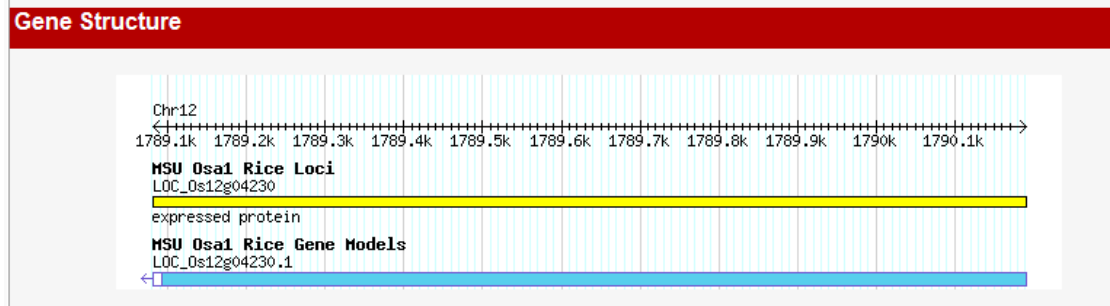 Gene Structure
Chr12
1789.1k 1789.2k 1789.3k 1789.4k 1789.5k 1789.6k 1789.7k 1789.8k 1789.9k 1790k 1790.1k
MSU Osa1 Rice Loci
LOC_Os12g04230
expressed protein
MSU Osa1 Rice Gene Models
LOC_Os12g04230.1